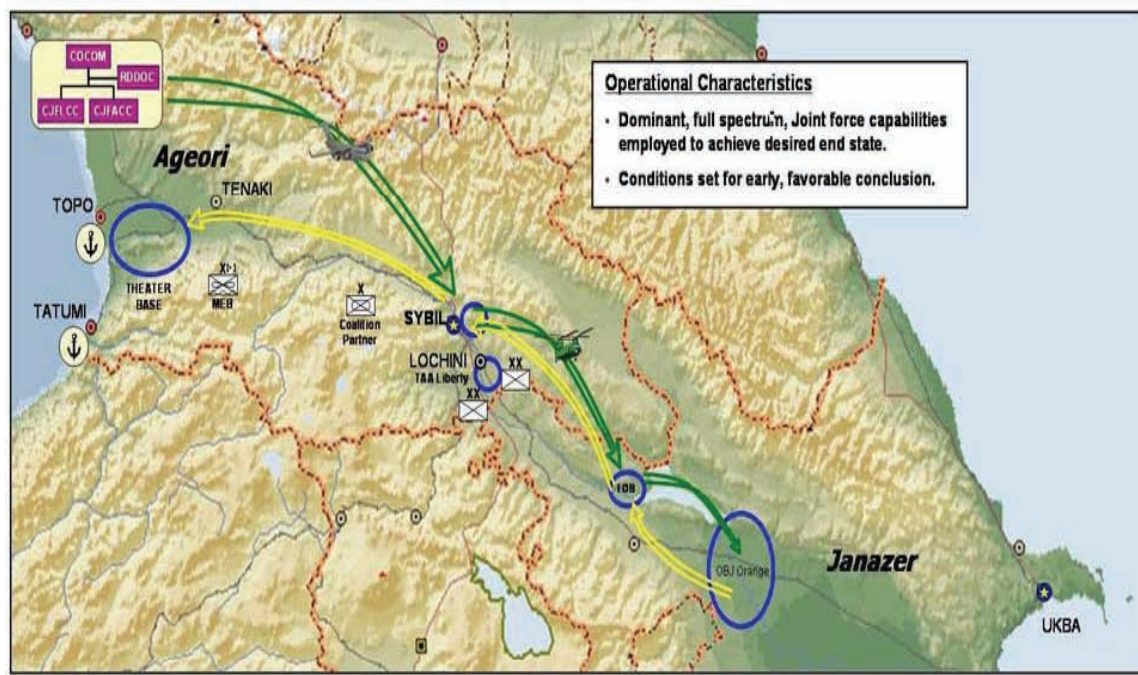 COCOM
RDDOC
CJFLCC CJFACC
Operational Characteristics
• Dominant, full spectrum, Joint force capabilities
employed to achieve desired end state.
• Conditions set for early, favorable conclusion.
Ageori
TENAKI
TOPO
THEATER
BASE
MEB
X
Coalition
Partner
TATUMI
SYBIL
LOCHINI
TAA Liberty
XX
XX
OBJ Orange
Janazer
UKBA